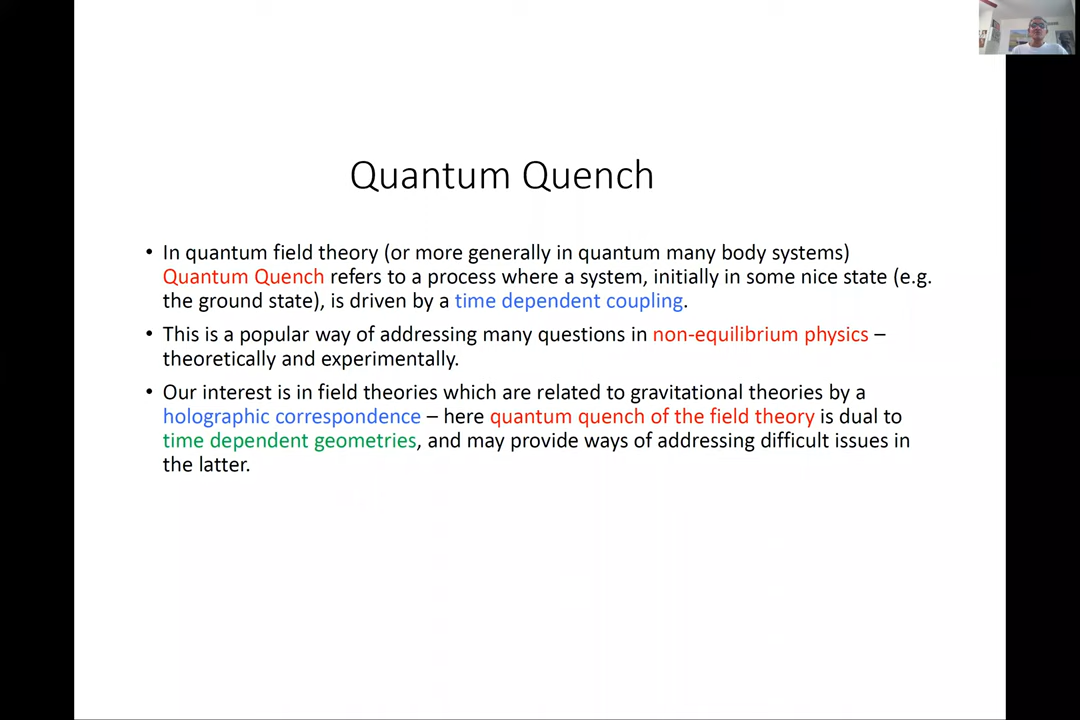 Quantum Quench
• In quantum field theory (or more generally in quantum many body systems)
Quantum Quench refers to a process where a system, initially in some nice state (e.g.
the ground state), is driven by a time dependent coupling.
• This is a popular way of addressing many questions in non-equilibrium physics –
theoretically and experimentally.
• Our interest is in field theories which are related to gravitational theories by a
holographic correspondence – here quantum quench of the field theory is dual to
time dependent geometries, and may provide ways of addressing difficult issues in
the latter.